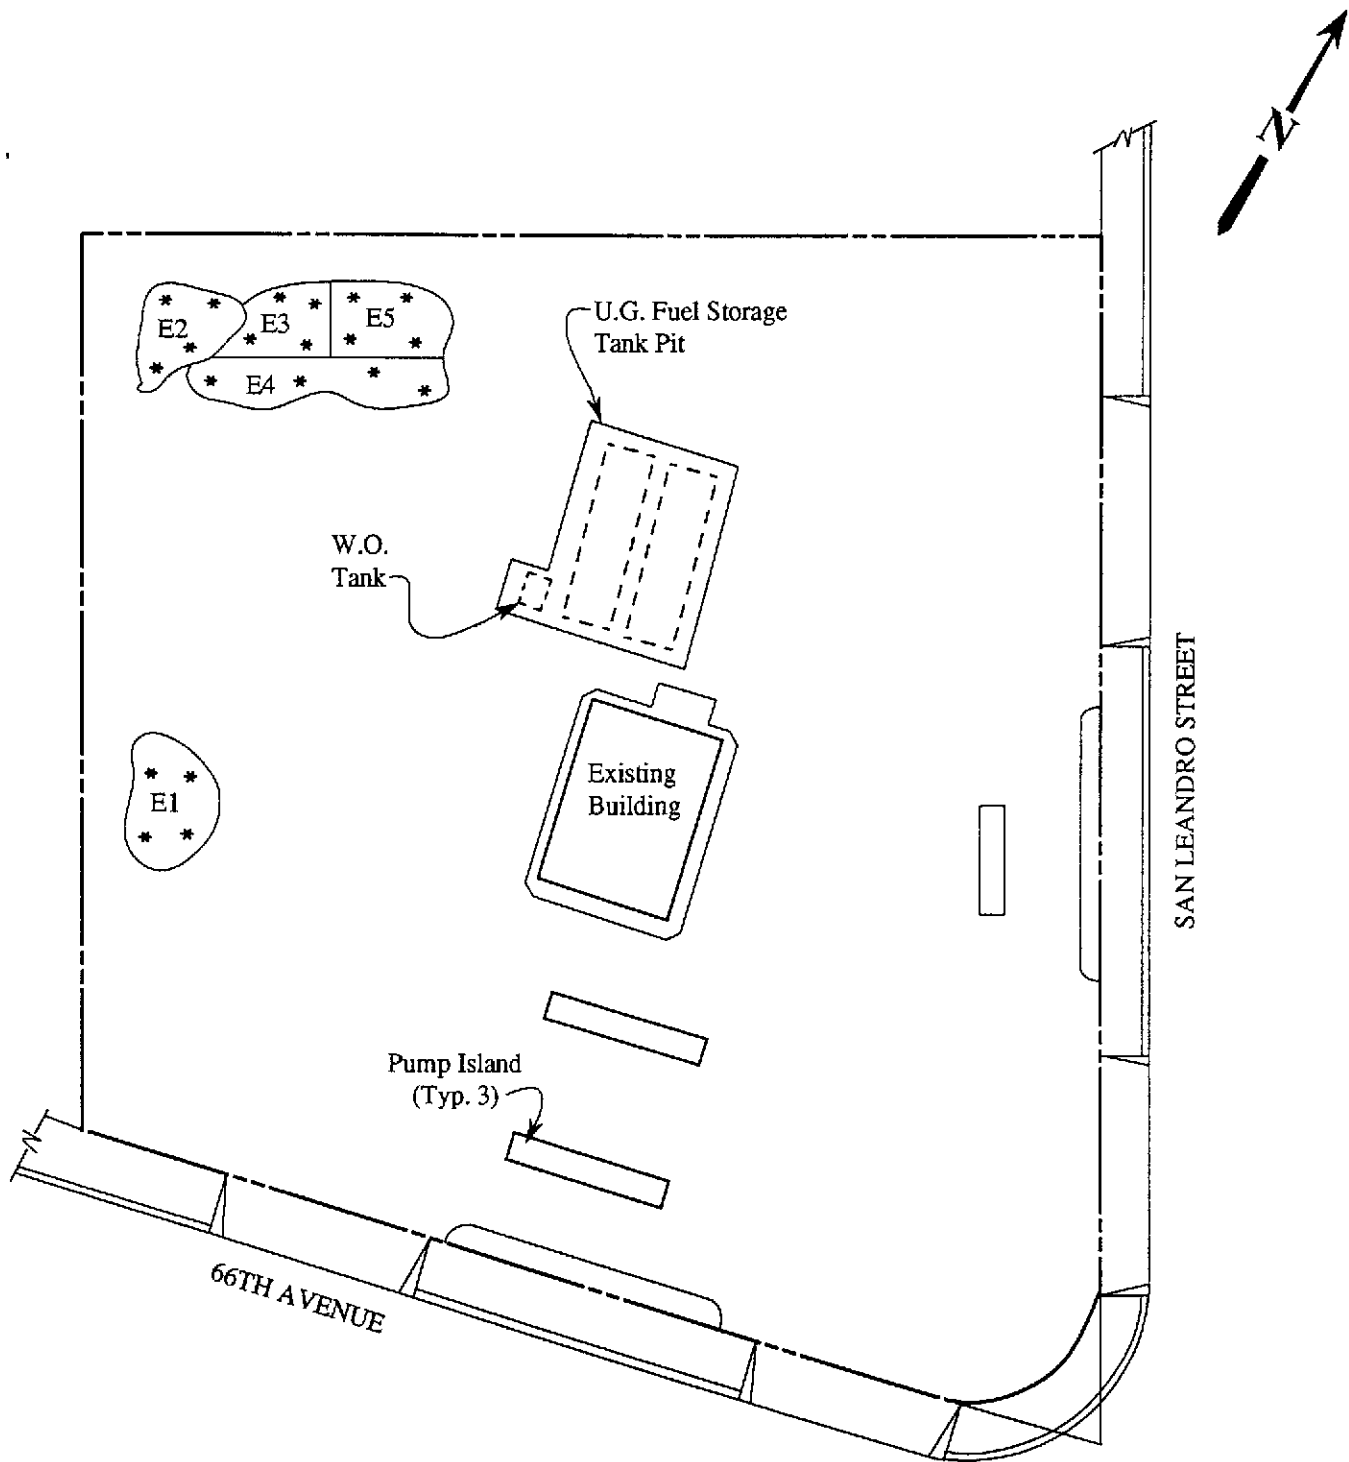 N
E2
E3
E5
E4
U.G. Fuel Storage
Tank Pit
W.O.
Tank
E1
Existing
Building
SAN LEANDRO STREET
Pump Island
(Typ. 3)
66TH AVENUE